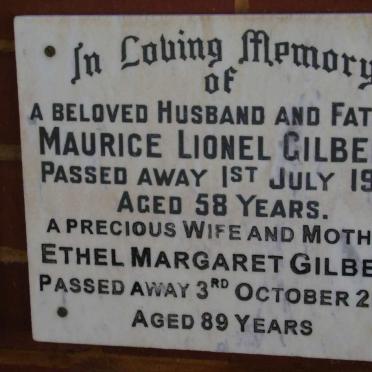 In Loving Memory
of
A BELOVED HUSBAND AND FAT
MAURICE LIONEL GILBE
PASSED AWAY 1ST JULY 19
AGED 58 YEARS.
A PRECIOUS WIFE AND MOTH
ETHEL MARGARET GILBE
PASSED AWAY 3RD OCTOBER 2
AGED 89 YEARS